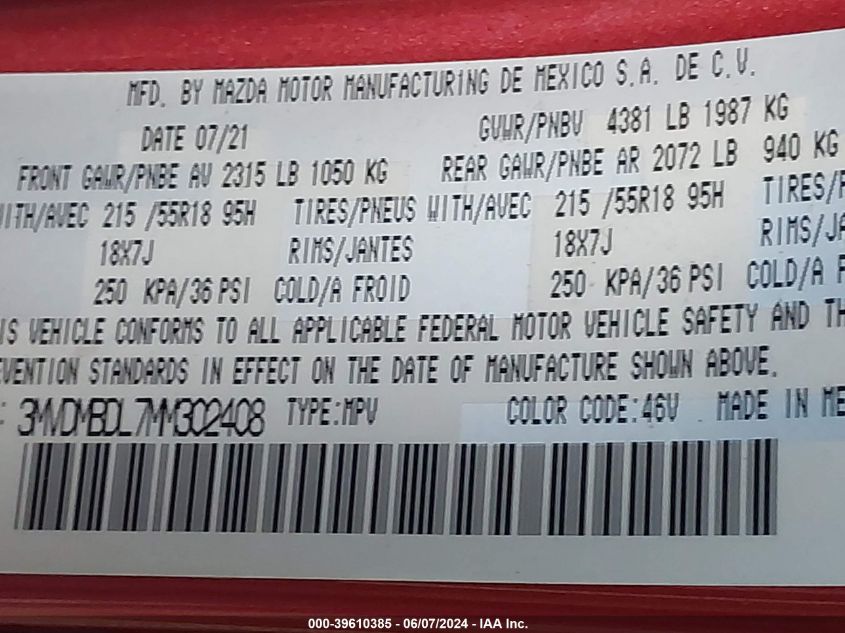 MFD. BY MAZDA MOTOR MANUFACTURING DE MEXICO S.A. DE C.V.
DATE 07/21 GVWR/PNBV 4381 LB 1987 KG
FRONT GAWR/PNBE AV 2315 LB 1050 KG REAR GAWR/PNBE AR 2072 LB 940 KG
WITH/AVEC 215 /55R18 95H TIRES/PNEUS WITH/AVEC 215 /55R18 95H TIRES/P
18X7J RIMS/JANTES 18X7J RIMS/JA
250 KPA/36 PSI COLD/A FROID 250 KPA/36 PSI COLD/A F
IS VEHICLE CONFORMS TO ALL APPLICABLE FEDERAL MOTOR VEHICLE SAFETY AND TH
EVENTION STANDARDS IN EFFECT ON THE DATE OF MANUFACTURE SHOWN ABOVE.
: 3MVDMBDL7MM302408 TYPE:MPV COLOR CODE:46V MADE IN ME
000-39610385 - 06/07/2024 - IAA Inc.